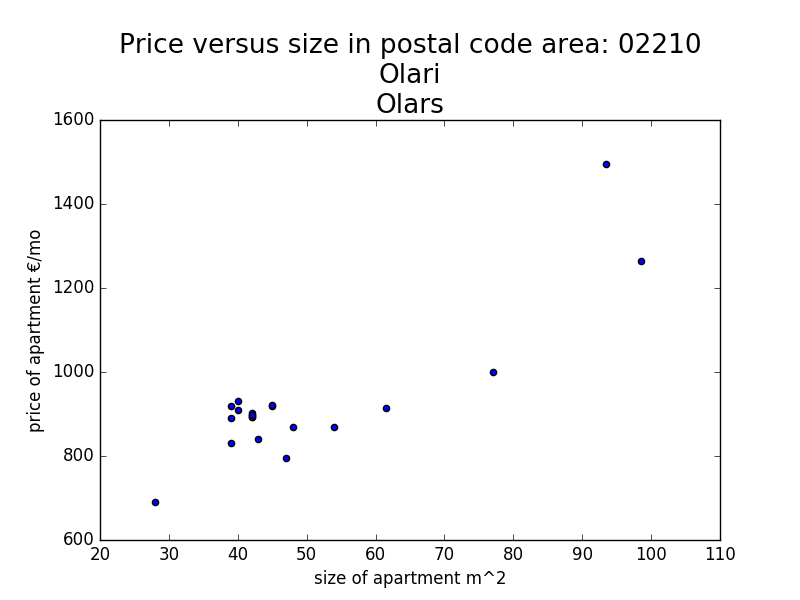 Price versus size in postal code area: 02210
Olari
Olars
1600
1400
1200
1000
800
600
price of apartment €/mo
20 30 40 50 60 70 80 90 100 110
size of apartment m^2